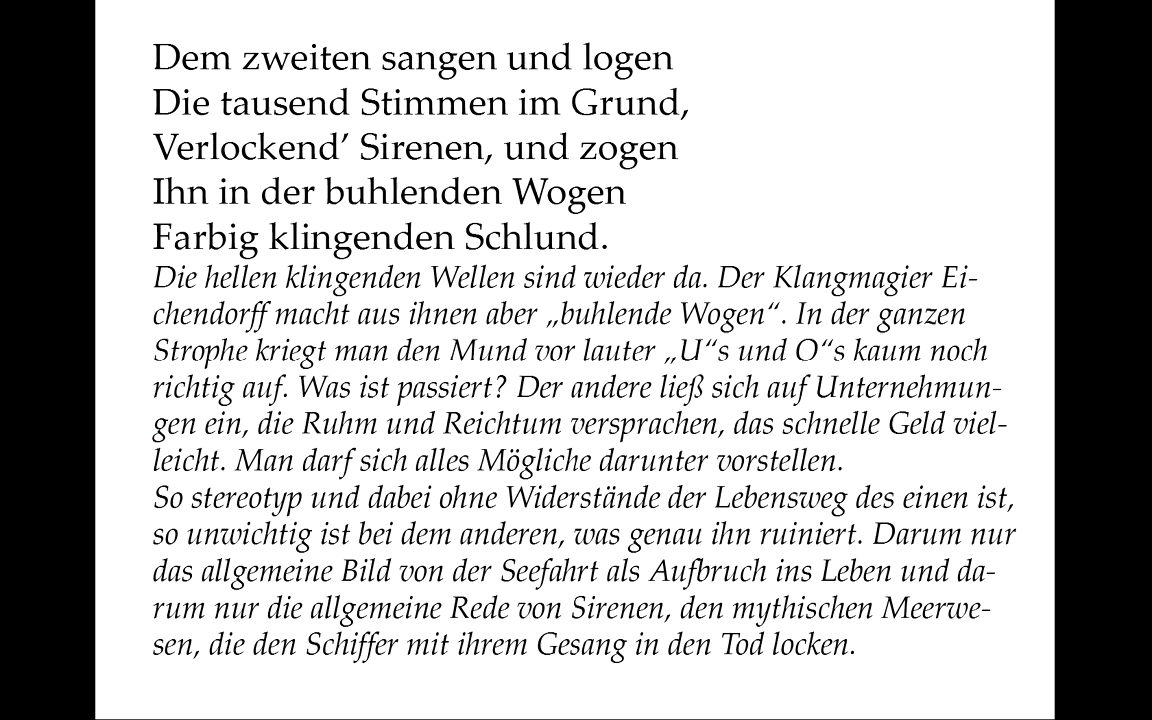 Dem zweiten sangen und logen
Die tausend Stimmen im Grund,
Verlockend’ Sirenen, und zogen
Ihn in der buhlenden Wogen
Farbig klingenden Schlund.
Die hellen klingenden Wellen sind wieder da. Der Klangmagier Ei-
chendorff macht aus ihnen aber „buhlende Wogen“. In der ganzen
Strophe kriegt man den Mund vor lauter „U“s und O“s kaum noch
richtig auf. Was ist passiert? Der andere ließ sich auf Unternehmun-
gen ein, die Ruhm und Reichtum versprachen, das schnelle Geld viel-
leicht. Man darf sich alles Mögliche darunter vorstellen.
So stereotyp und dabei ohne Widerstände der Lebensweg des einen ist,
so unwichtig ist bei dem anderen, was genau ihn ruiniert. Darum nur
das allgemeine Bild von der Seefahrt als Aufbruch ins Leben und da-
rum nur die allgemeine Rede von Sirenen, den mythischen Meerwe-
sen, die den Schiffer mit ihrem Gesang in den Tod locken.